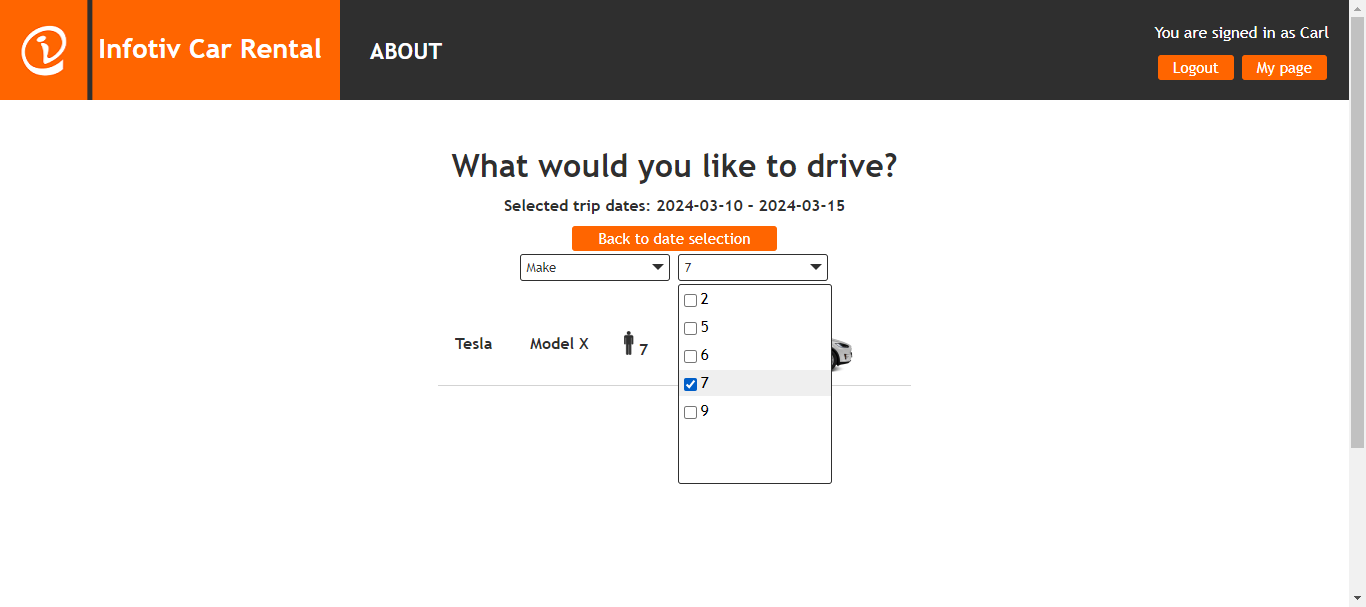 Infotiv Car Rental
ABOUT
You are signed in as Carl
Logout
My page
What would you like to drive?
Selected trip dates: 2024-03-10 - 2024-03-15
Back to date selection
Make
7
2
5
6
7
9
Tesla
Model X
7